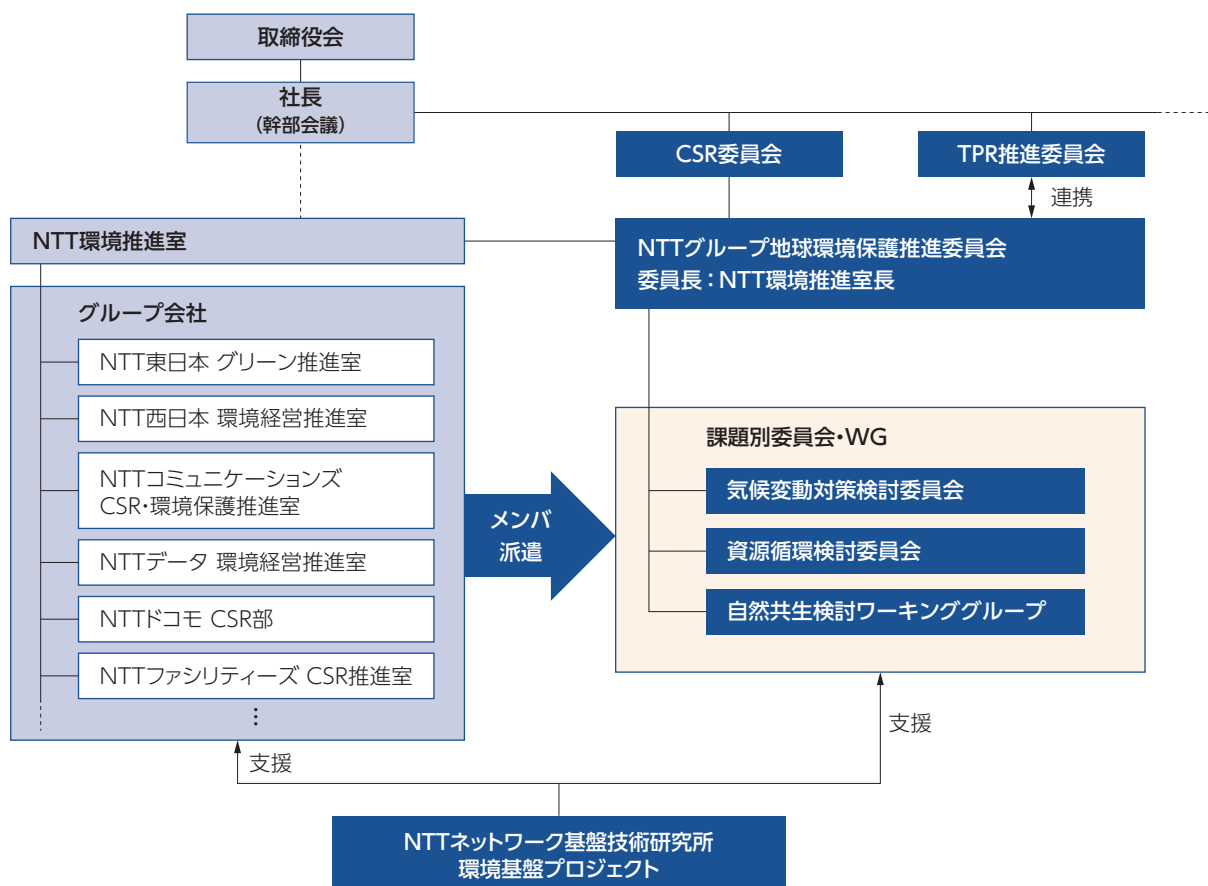 取締役会
社長
(幹部会議)
CSR委員会
TPR推進委員会
連携
NTT環境推進室
NTTグループ地球環境保護推進委員会
委員長：NTT環境推進室長
グループ会社
NTT東日本 グリーン推進室
NTT西日本 環境経営推進室
NTTコミュニケーションズ
CSR・環境保護推進室
NTTデータ 環境経営推進室
NTTドコモ CSR部
NTTファシリティーズ CSR推進室
⋮
メンバ
派遣
課題別委員会・WG
気候変動対策検討委員会
資源循環検討委員会
自然共生検討ワーキンググループ
支援
支援
NTTネットワーク基盤技術研究所
環境基盤プロジェクト